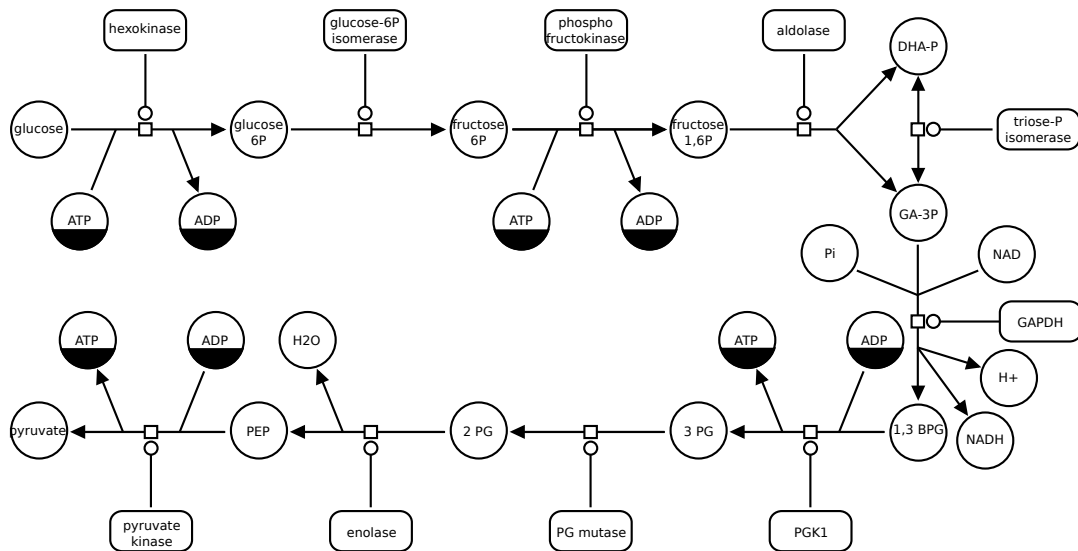 hexokinase
glucose-6P
isomerase
phospho
fructokinase
aldolase
DHA-P
glucose
glucose
6P
fructose
6P
fructose
1,6P
triose-P
isomerase
ATP
ADP
ATP
ADP
GA-3P
Pi
NAD
GAPDH
ATP
ADP
H2O
ATP
ADP
H+
pyruvate
PEP
2 PG
3 PG
1,3 BPG
NADH
pyruvate
kinase
enolase
PG mutase
PGK1